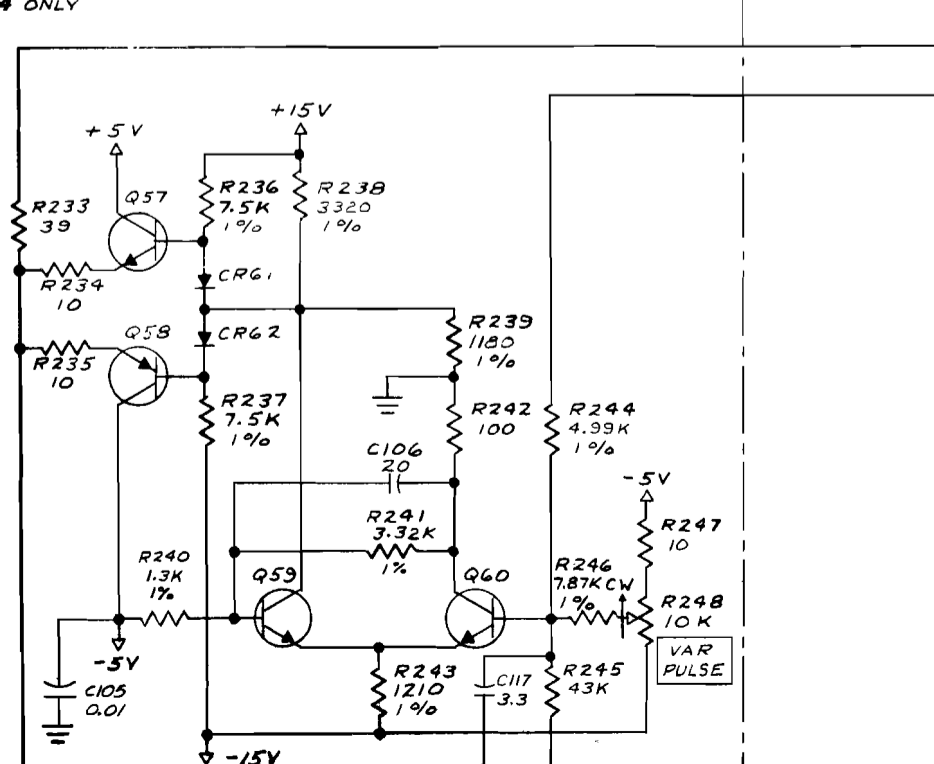 4 ONLY
+15V
+5V
Q57
R233
39
R234
10
R236
7.5K
1%
R238
3320
1%
CR61
Q58
CR62
R235
10
R239
1180
1%
R237
7.5K
1%
R242
100
R244
4.99K
1%
C106
20
-5V
R241
3.32K
1%
R247
10
R240
1.3K
1%
Q59
Q60
R246
7.87K
1%
CW
R248
10K
VAR
PULSE
-5V
C105
0.01
R243
1210
1%
C117
3.3
R245
43K
-15V